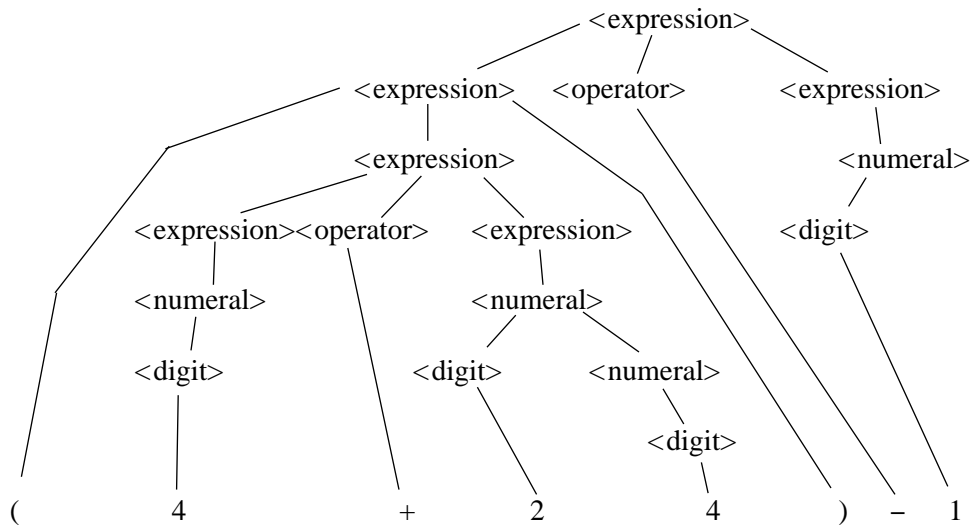 <expression>
<expression> <operator> <expression>
<expression> <numeral>
<expression> <operator> <expression> <digit>
<numeral> <numeral>
<digit> <digit> <numeral>
<digit>
( 4 + 2 4 ) − 1